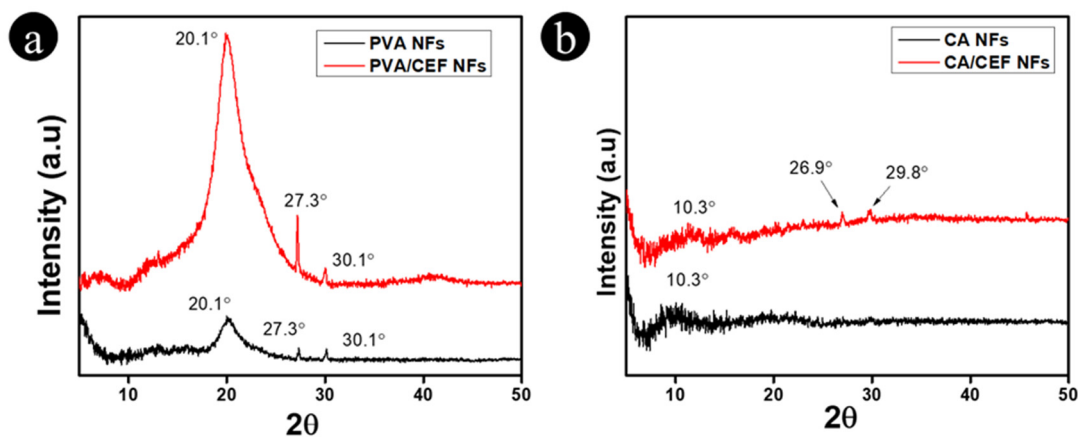 a
20.1°
PVA NFs
PVA/CEF NFs
27.3°
30.1°
20.1°
27.3°
30.1°
Intensity (a.u)
10
20
30
40
50
2θ
b
CA NFs
CA/CEF NFs
26.9°
29.8°
10.3°
10.3°
Intensity (a.u)
10
20
30
40
50
2θ